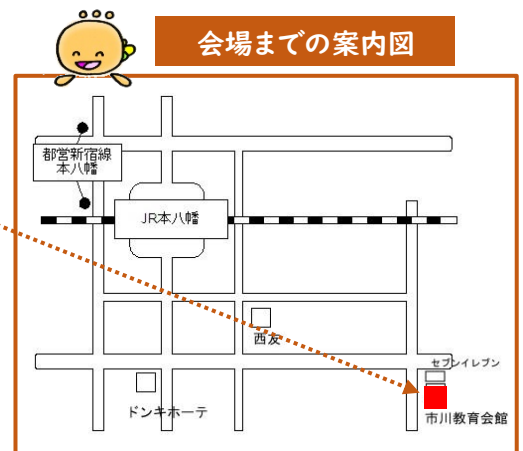 会場までの案内図
都営新宿線
本八幡
JR本八幡
西友
セブンイレブン
ドンキホーテ
市川教育会館